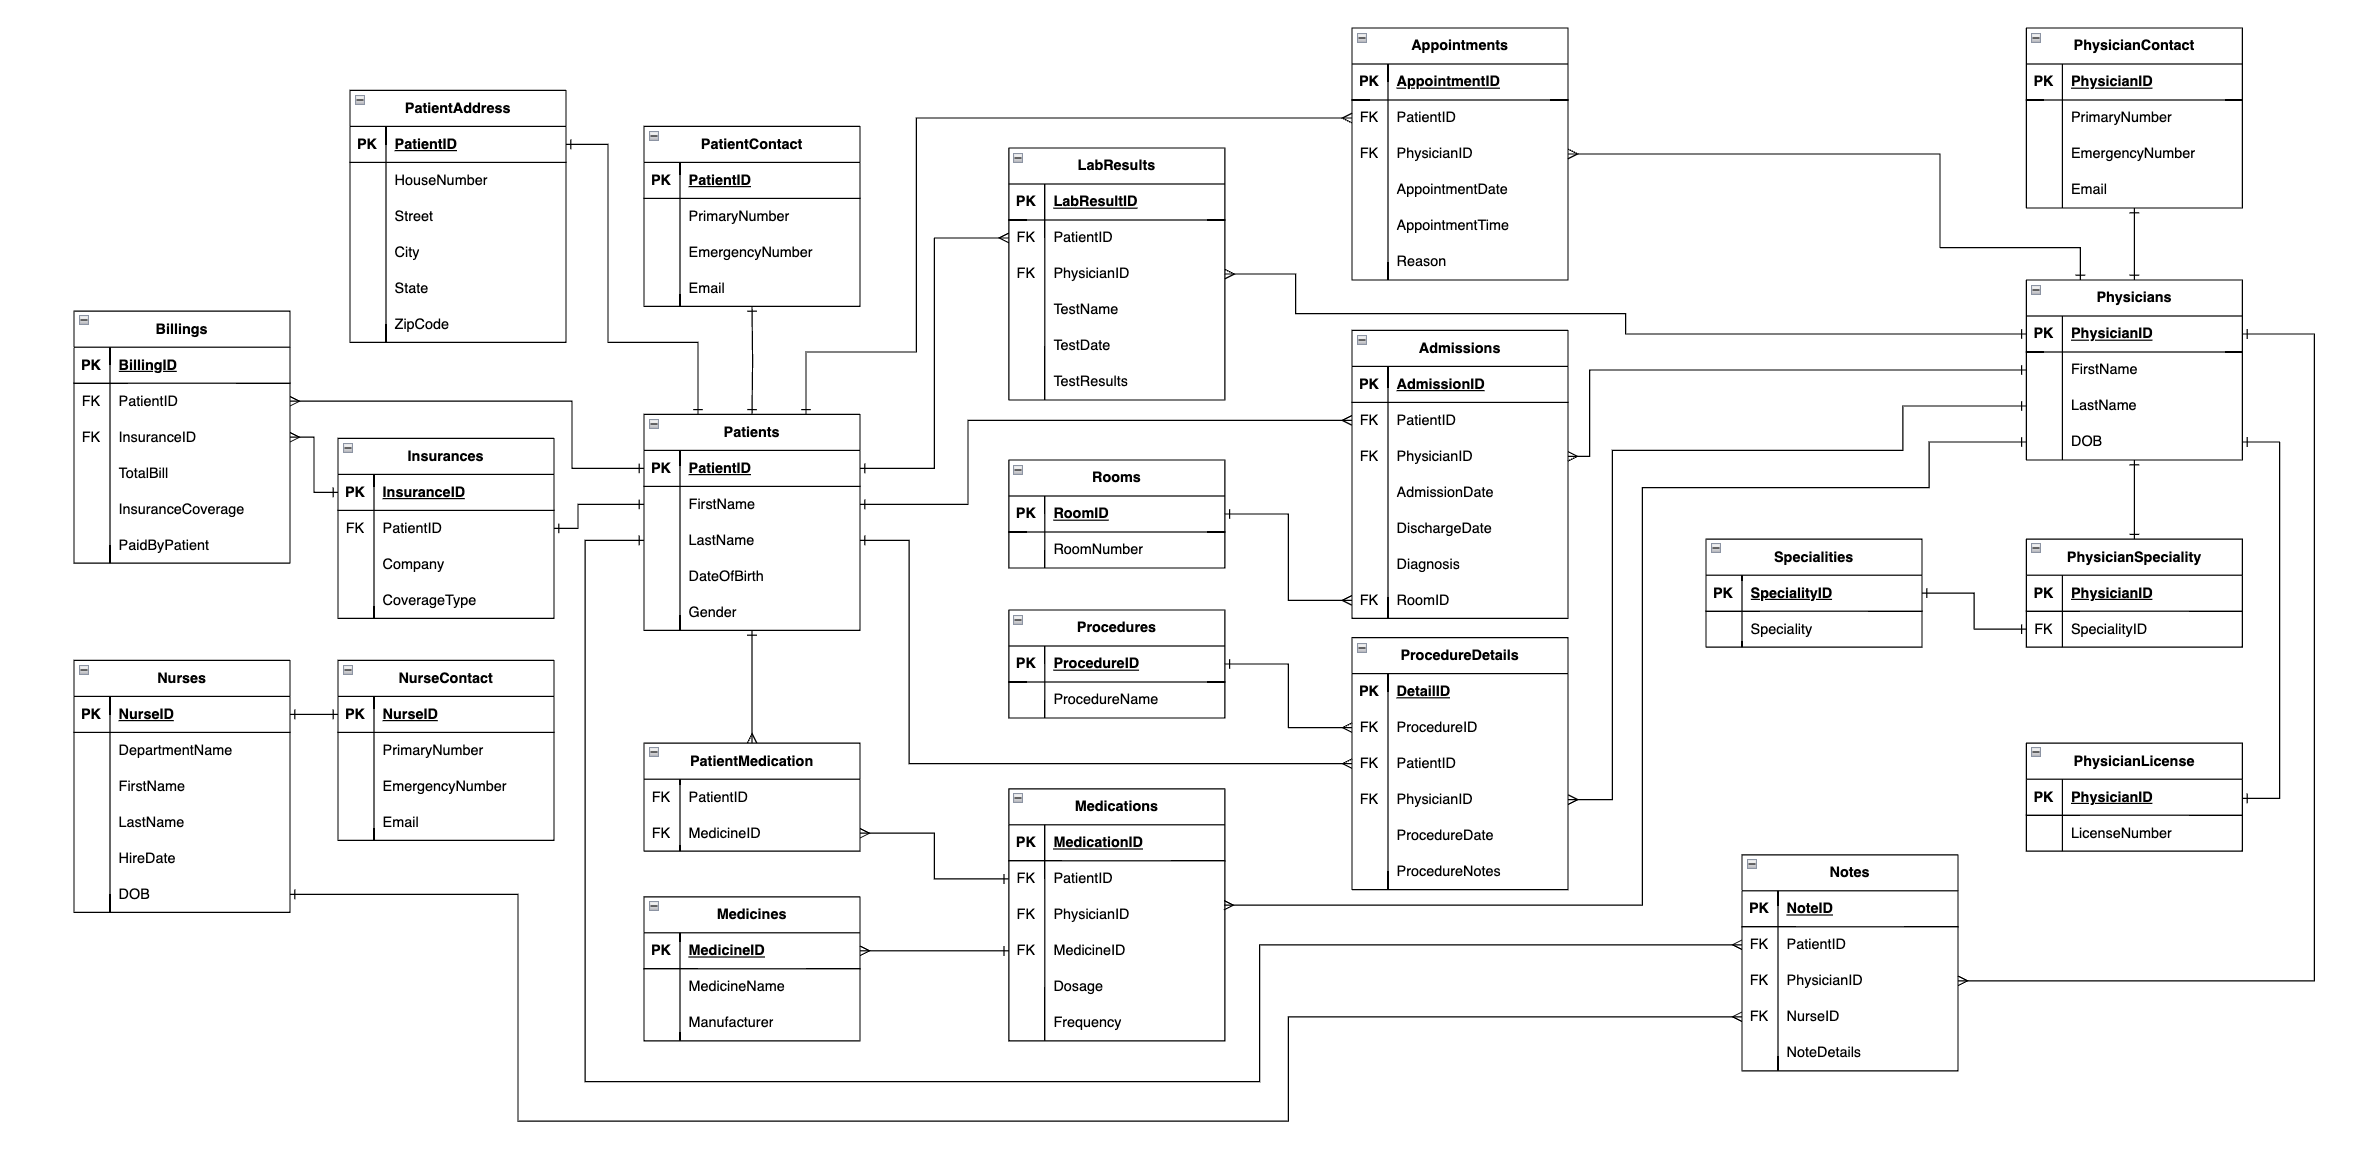 Appointments
PK AppointmentID
FK PatientID
FK PhysicianID
AppointmentDate
AppointmentTime
Reason
PhysicianContact
PK PhysicianID
PrimaryNumber
EmergencyNumber
Email
PatientAddress
PK PatientID
HouseNumber
Street
City
State
ZipCode
PatientContact
PK PatientID
PrimaryNumber
EmergencyNumber
Email
LabResults
PK LabResultID
FK PatientID
FK PhysicianID
TestName
TestDate
TestResults
Physicians
PK PhysicianID
FirstName
LastName
DOB
Billings
PK BillingID
FK PatientID
FK InsuranceID
TotalBill
InsuranceCoverage
PaidByPatient
Admissions
PK AdmissionID
FK PatientID
FK PhysicianID
AdmissionDate
DischargeDate
Diagnosis
FK RoomID
Patients
PK PatientID
FirstName
LastName
DateOfBirth
Gender
Insurances
PK InsuranceID
FK PatientID
Company
CoverageType
Rooms
PK RoomID
RoomNumber
Specialities
PK SpecialityID
Speciality
PhysicianSpeciality
PK PhysicianID
FK SpecialityID
Procedures
PK ProcedureID
ProcedureName
ProcedureDetails
PK DetailID
FK ProcedureID
FK PatientID
FK PhysicianID
ProcedureDate
ProcedureNotes
Nurses
PK NurseID
DepartmentName
FirstName
LastName
HireDate
DOB
NurseContact
PK NurseID
PrimaryNumber
EmergencyNumber
Email
PatientMedication
FK PatientID
FK MedicineID
PhysicianLicense
PK PhysicianID
LicenseNumber
Medications
PK MedicationID
FK PatientID
FK PhysicianID
FK MedicineID
Dosage
Frequency
Notes
PK NoteID
FK PatientID
FK PhysicianID
FK NurseID
NoteDetails
Medicines
PK MedicineID
MedicineName
Manufacturer